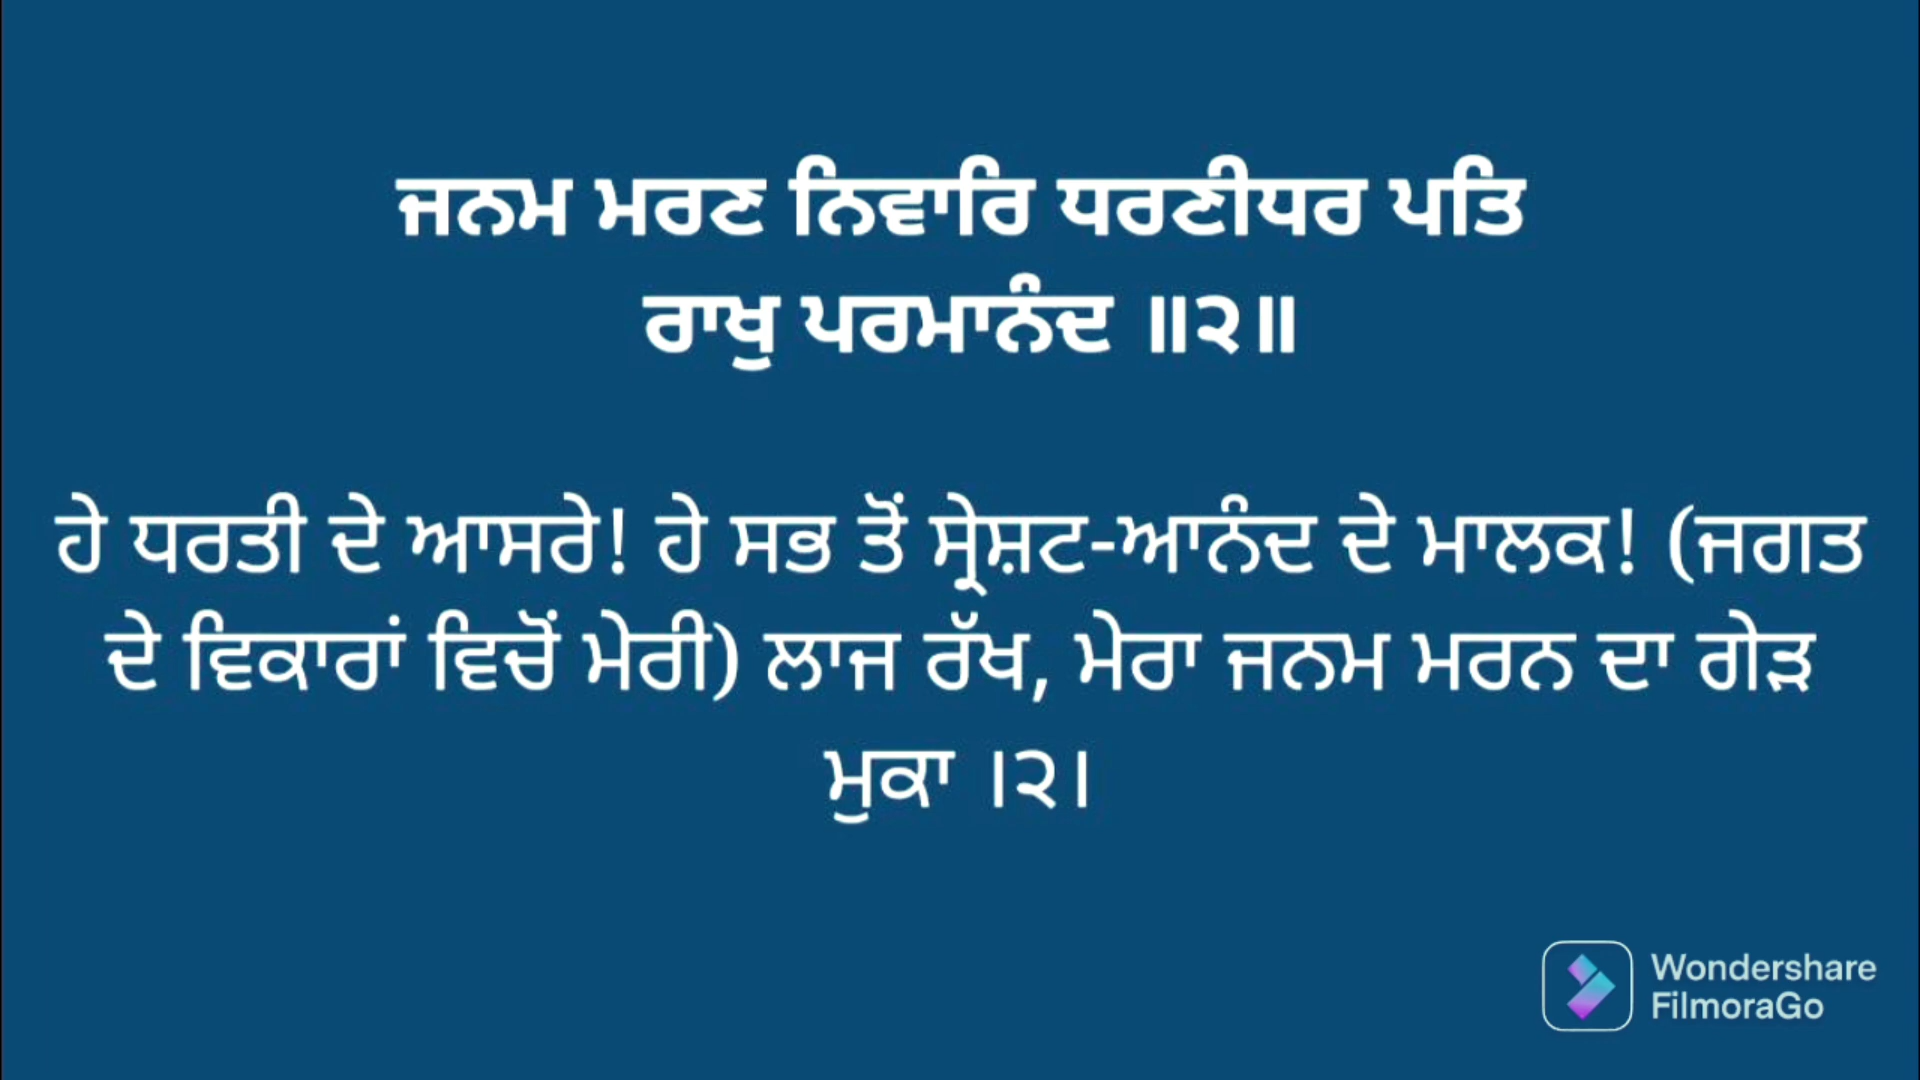 ਜਨਮ ਮਰਣ ਨਿਵਾਰਿ ਧਰਣੀਧਰ ਪਤਿ
ਰਾਖੁ ਪਰਮਾਨੰਦ ॥੨॥
ਹੇ ਧਰਤੀ ਦੇ ਆਸਰੇ! ਹੇ ਸਭ ਤੋਂ ਸ੍ਰੇਸ਼ਟ-ਆਨੰਦ ਦੇ ਮਾਲਕ! (ਜਗਤ
ਦੇ ਵਿਕਾਰਾਂ ਵਿਚੋਂ ਮੇਰੀ) ਲਾਜ ਰੱਖ, ਮੇਰਾ ਜਨਮ ਮਰਨ ਦਾ ਗੇੜ
ਮੁਕਾ ।੨।
Wondershare
FilmoraGo